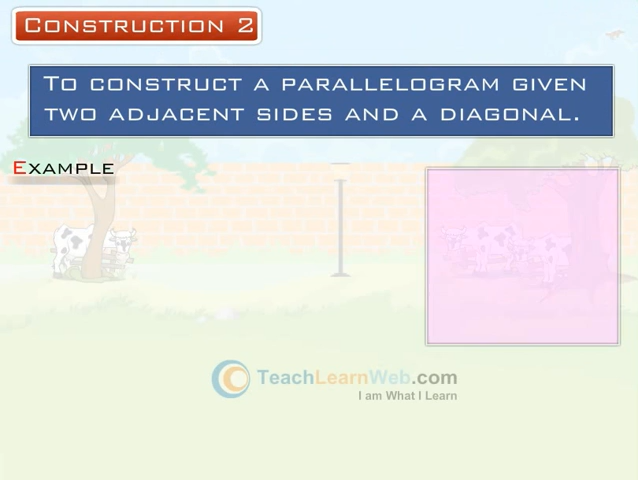 CONSTRUCTION 2
TO CONSTRUCT A PARALLELOGRAM GIVEN
TWO ADJACENT SIDES AND A DIAGONAL.
EXAMPLE
TeachLearnWeb.com
I am What I Learn